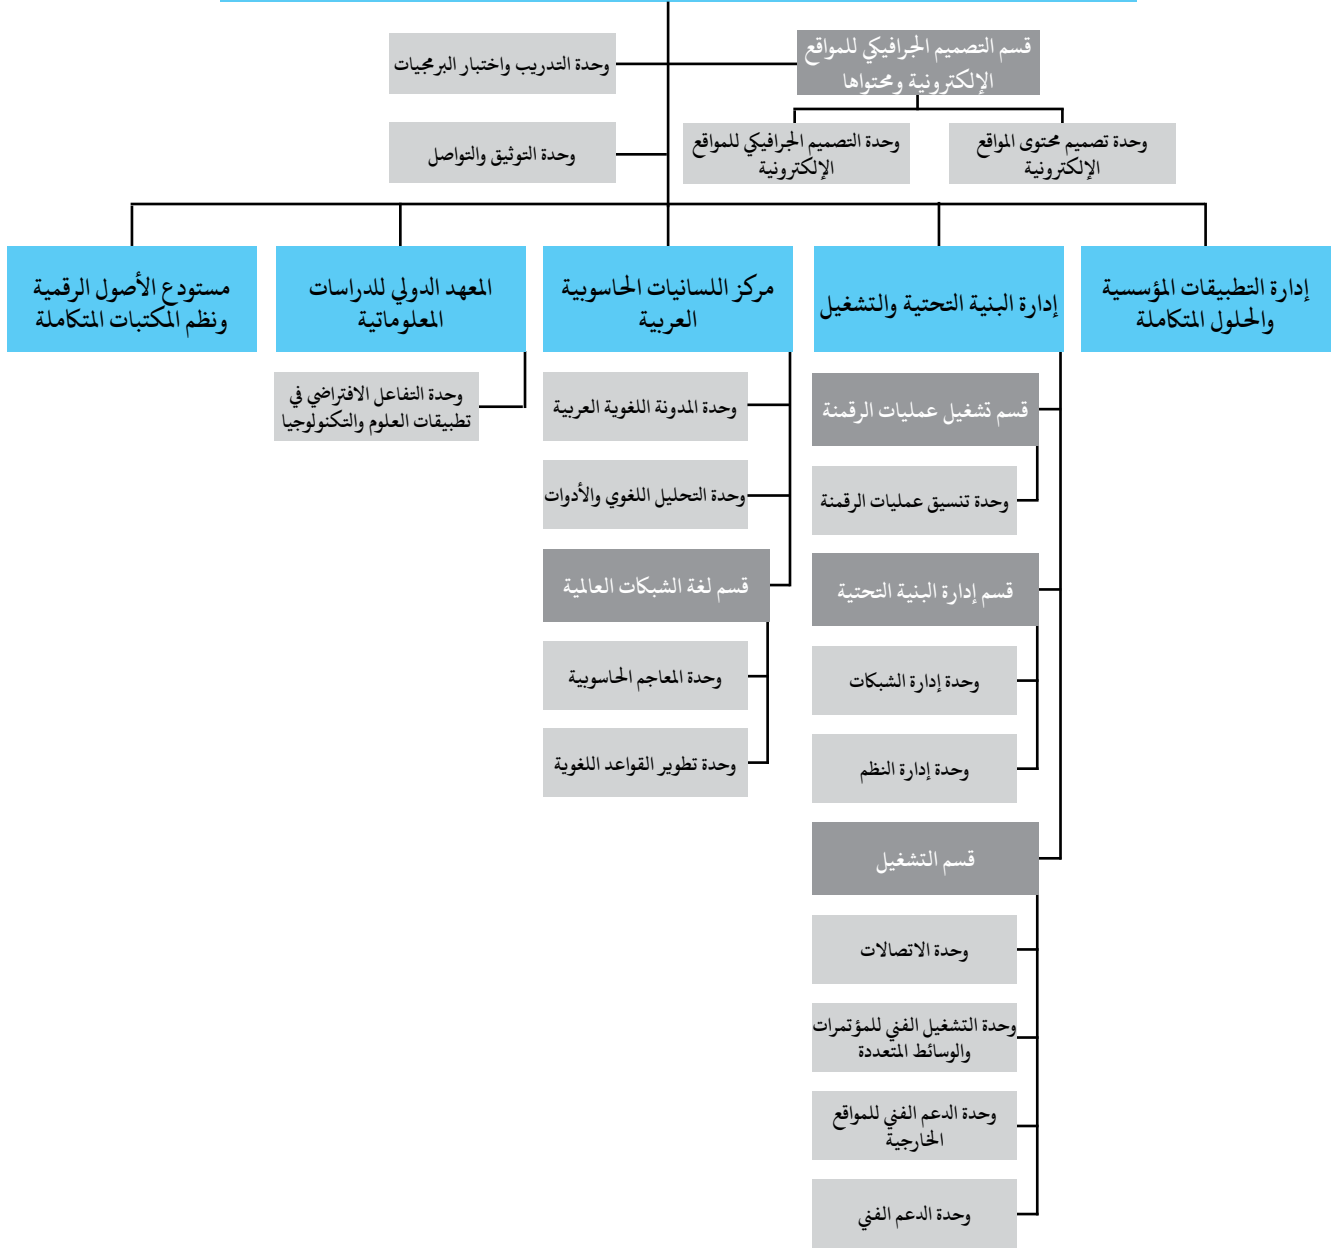 قسم التصميم الجرافيكي للمواقع
الإلكترونية ومحتواها
وحدة التدريب واختبار البرمجيات
وحدة تصميم محتوى المواقع
الإلكترونية
وحدة التصميم الجرافيكي للمواقع
الإلكترونية
وحدة التوثيق والتواصل
إدارة التطبيقات المؤسسية
والحلول المتكاملة
إدارة البنية التحتية والتشغيل
مركز اللسانيات الحاسوبية
العربية
المعهد الدولي للدراسات
المعلوماتية
مستودع الأصول الرقمية
ونظم المكتبات المتكاملة
قسم تشغيل عمليات الرقمنة
وحدة تنسيق عمليات الرقمنة
قسم إدارة البنية التحتية
وحدة إدارة الشبكات
وحدة إدارة النظم
قسم التشغيل
وحدة الاتصالات
وحدة التشغيل الفني للمؤتمرات
والوسائط المتعددة
وحدة الدعم الفني للمواقع
الخارجية
وحدة الدعم الفني
وحدة المدونة اللغوية العربية
وحدة التحليل اللغوي والأدوات
قسم لغة الشبكات العالمية
وحدة المعاجم الحاسوبية
وحدة تطوير القواعد اللغوية
وحدة التفاعل الافتراضي في
تطبيقات العلوم والتكنولوجيا